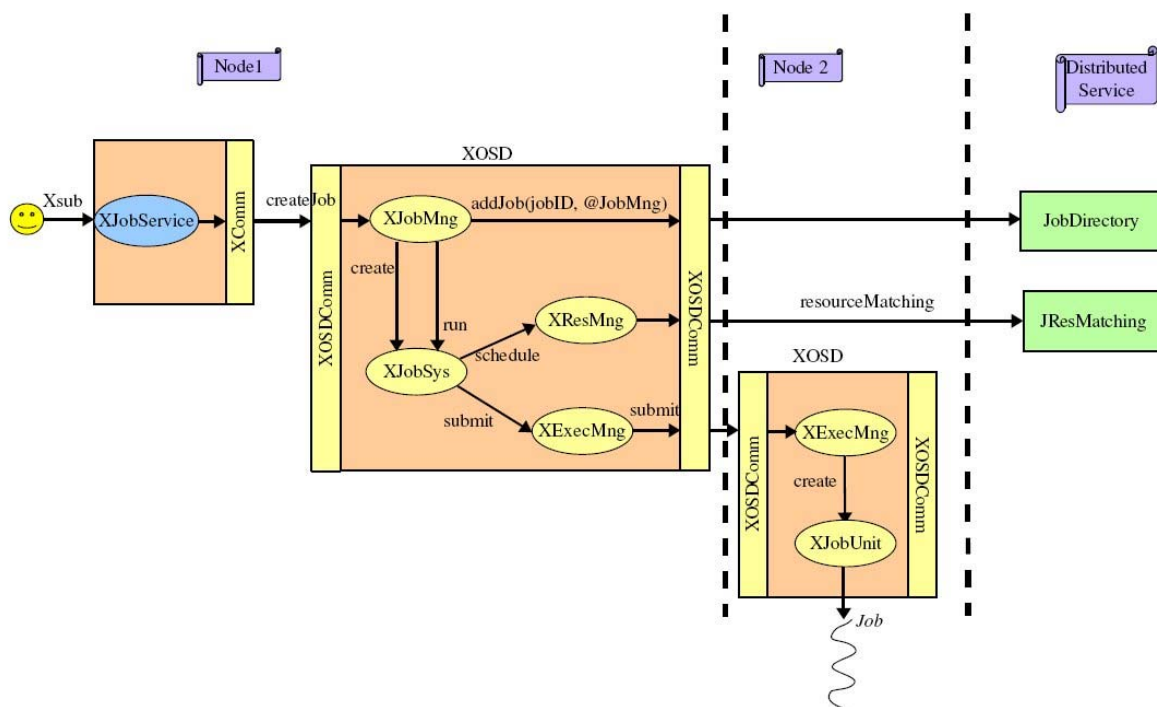 Node1
Node 2
Distributed
Service
XOSD
Xsub
XJobService
XComm
createJob
XOSDComm
XJobMng
addJob(jobID, @JobMng)
XOSDComm
JobDirectory
create
run
XResMng
resourceMatching
JResMatching
schedule
XJobSys
submit
XExecMng
submit
XOSD
XOSDComm
XExecMng
XOSDComm
create
XJobUnit
Job